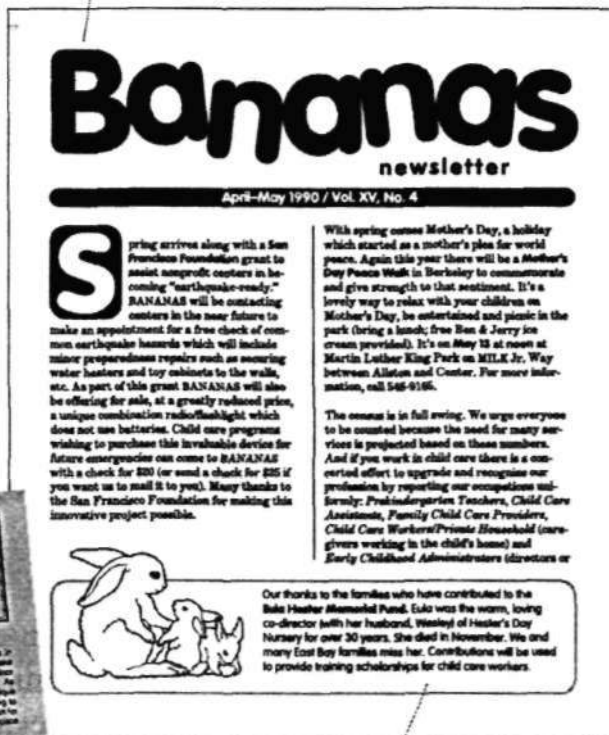 Bananas
newsletter
April–May 1990 / Vol. XV, No. 4
Spring arrives along with a San
Francisco Foundation grant to
assist nonprofit centers in be-
coming "earthquake-ready."
BANANAS will be contacting
centers in the near future to
make an appointment for a free check of com-
mon earthquake hazards which will include
minor preparedness repairs such as securing
water heaters and toy cabinets to the walls,
etc. As part of this grant BANANAS will also
be offering for sale, at a greatly reduced price,
a unique combination radio/flashlight which
does not use batteries. Child care programs
wishing to purchase this invaluable device for
future emergencies can come to BANANAS
with a check for $20 (or send a check for $25 if
you want us to mail it to you). Many thanks to
the San Francisco Foundation for making this
innovative project possible.
With spring comes Mother's Day, a holiday
which started as a mother's plea for world
peace. Again this year there will be a Mother's
Day Peace Walk in Berkeley to commemorate
and give strength to that sentiment. It's a
lovely way to relax with your children on
Mother's Day, be entertained and picnic in the
park (bring a lunch; free Ben & Jerry ice
cream provided). It's on May 13 at noon at
Martin Luther King Park on MILK Jr. Way
between Allston and Center. For more infor-
mation, call
The census is in full swing. We urge everyone
to be counted because the need for many ser-
vices is projected based on these numbers.
And if you work in child care there is a con-
certed effort to upgrade and recognize our
profession by reporting our occupations uni-
formly: Prekindergarten Teachers, Child Care
Assistants, Family Child Care Providers,
Child Care Workers/Private Household (care-
givers working in the child's home) and
Early Childhood Administrators (directors or
Our thanks to the families who have contributed to the
Eula Hester Memorial Fund. Eula was the warm, loving
co-director (with her husband, Wesley) of Hester's Day
Nursery for over 30 years. She died in November. We and
many East Bay families miss her. Contributions will be used
to provide training scholarships for child care workers.